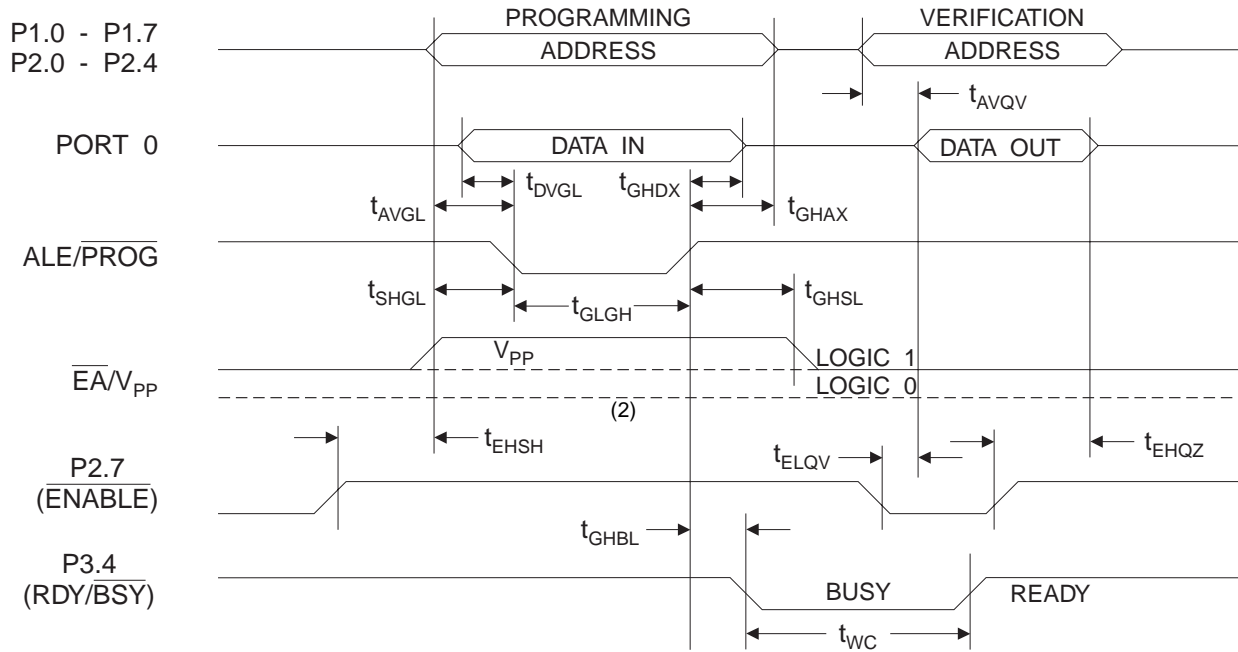 PROGRAMMING
VERIFICATION
P1.0 - P1.7
P2.0 - P2.4
ADDRESS
ADDRESS
tAVQV
PORT 0
DATA IN
DATA OUT
tDVGL
tGHDX
tAVGL
tGHAX
ALE/PROG
tSHGL
tGLGH
tGHSL
VPP
LOGIC 1
EA/VPP
LOGIC 0
(2)
tEHSH
tELQV
tEHQZ
P2.7
(ENABLE)
tGHBL
P3.4
(RDY/BSY)
BUSY
READY
tWC